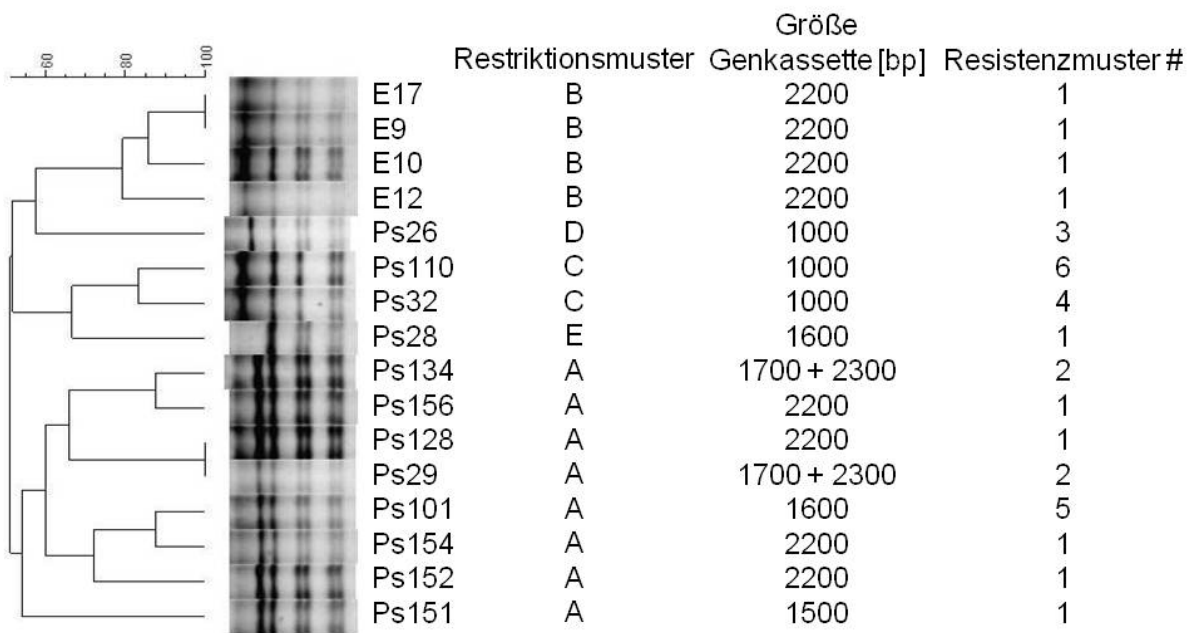 60 80 100
Größe
Restriktionsmuster Genkassette [bp] Resistenzmuster #
E17 B 2200 1
E9 B 2200 1
E10 B 2200 1
E12 B 2200 1
Ps26 D 1000 3
Ps110 C 1000 6
Ps32 C 1000 4
Ps28 E 1600 1
Ps134 A 1700 + 2300 2
Ps156 A 2200 1
Ps128 A 2200 1
Ps29 A 1700 + 2300 2
Ps101 A 1600 5
Ps154 A 2200 1
Ps152 A 2200 1
Ps151 A 1500 1